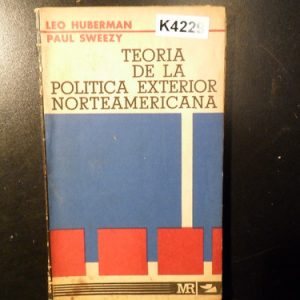 LEO HUBERMAN
PAUL SWEEZY
K4229
TEORIA
DE LA
POLITICA EXTERIOR
NORTEAMERICANA
MR